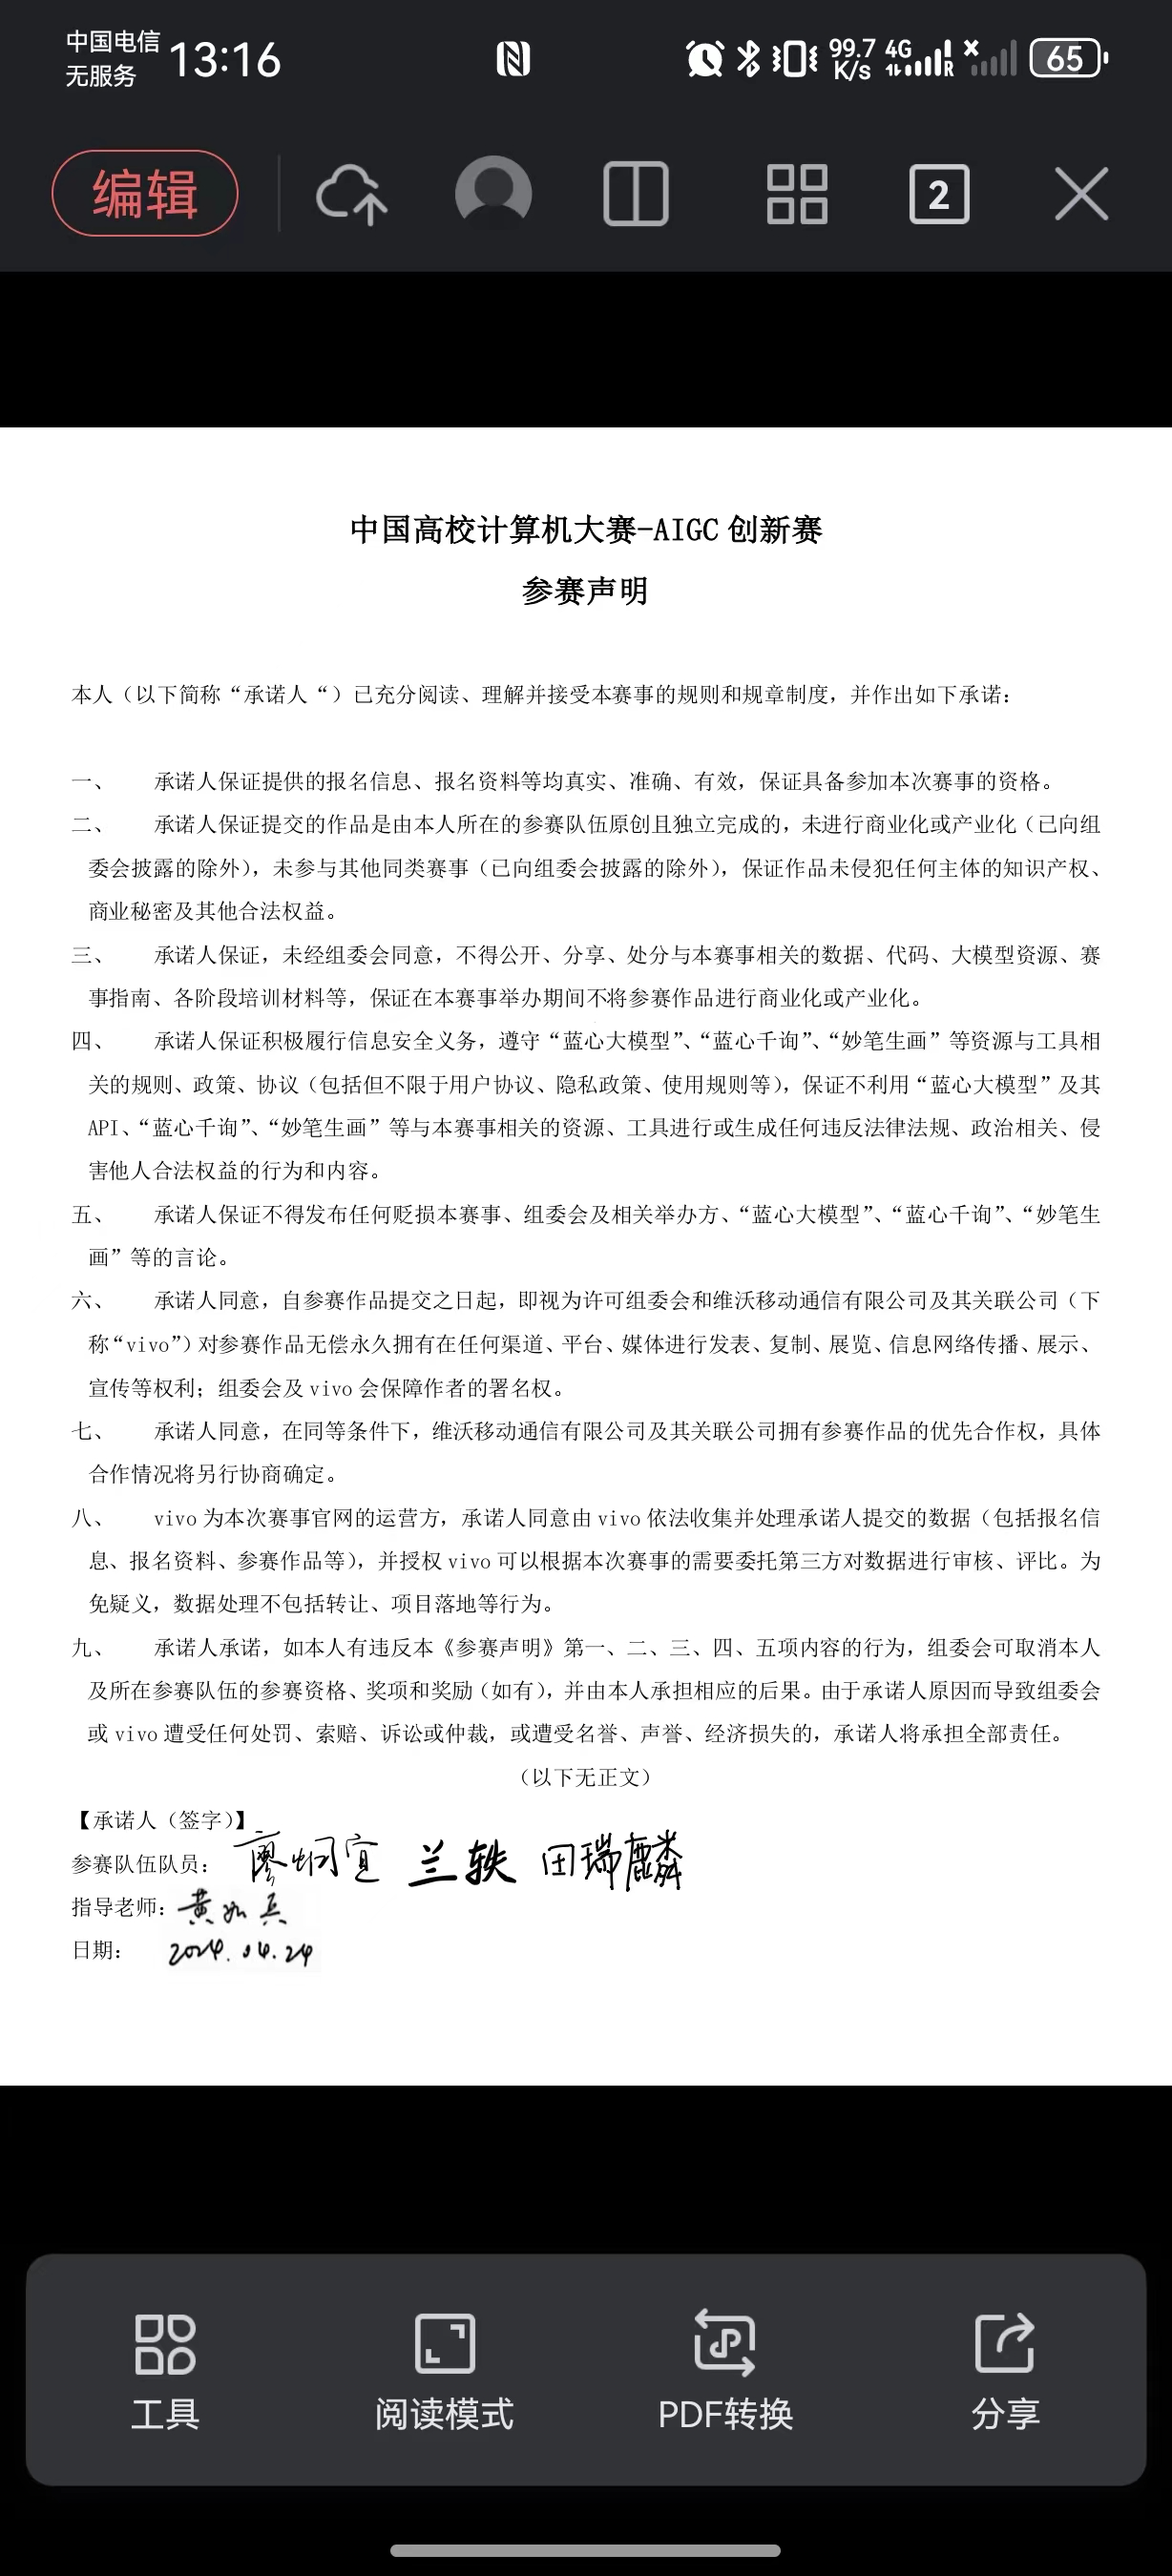 中国电信
无服务
13:16
99.7
K/s
4G
R
65
编辑
2
中国高校计算机大赛-AIGC 创新赛
参赛声明
本人（以下简称“承诺人“）已充分阅读、理解并接受本赛事的规则和规章制度，并作出如下承诺：
一、 承诺人保证提供的报名信息、报名资料等均真实、准确、有效，保证具备参加本次赛事的资格。
二、 承诺人保证提交的作品是由本人所在的参赛队伍原创且独立完成的，未进行商业化或产业化（已向组
委会披露的除外），未参与其他同类赛事（已向组委会披露的除外），保证作品未侵犯任何主体的知识产权、
商业秘密及其他合法权益。
三、 承诺人保证，未经组委会同意，不得公开、分享、处分与本赛事相关的数据、代码、大模型资源、赛
事指南、各阶段培训材料等，保证在本赛事举办期间不将参赛作品进行商业化或产业化。
四、 承诺人保证积极履行信息安全义务，遵守“蓝心大模型”、“蓝心千询”、“妙笔生画”等资源与工具相
关的规则、政策、协议（包括但不限于用户协议、隐私政策、使用规则等），保证不利用“蓝心大模型”及其
API、“蓝心千询”、“妙笔生画”等与本赛事相关的资源、工具进行或生成任何违反法律法规、政治相关、侵
害他人合法权益的行为和内容。
五、 承诺人保证不得发布任何贬损本赛事、组委会及相关举办方、“蓝心大模型”、“蓝心千询”、“妙笔生
画”等的言论。
六、 承诺人同意，自参赛作品提交之日起，即视为许可组委会和维沃移动通信有限公司及其关联公司（下
称“vivo”）对参赛作品无偿永久拥有在任何渠道、平台、媒体进行发表、复制、展览、信息网络传播、展示、
宣传等权利；组委会及 vivo 会保障作者的署名权。
七、 承诺人同意，在同等条件下，维沃移动通信有限公司及其关联公司拥有参赛作品的优先合作权，具体
合作情况将另行协商确定。
八、 vivo 为本次赛事官网的运营方，承诺人同意由 vivo 依法收集并处理承诺人提交的数据（包括报名信
息、报名资料、参赛作品等），并授权 vivo 可以根据本次赛事的需要委托第三方对数据进行审核、评比。为
免疑义，数据处理不包括转让、项目落地等行为。
九、 承诺人承诺，如本人有违反本《参赛声明》第一、二、三、四、五项内容的行为，组委会可取消本人
及所在参赛队伍的参赛资格、奖项和奖励（如有），并由本人承担相应的后果。由于承诺人原因而导致组委会
或 vivo 遭受任何处罚、索赔、诉讼或仲裁，或遭受名誉、声誉、经济损失的，承诺人将承担全部责任。
（以下无正文）
【承诺人（签字）】
参赛队伍队员： 廖炯宜 兰轶 田瑞麟
指导老师：黄
日期： 2024.04.24
工具
阅读模式
PDF转换
分享